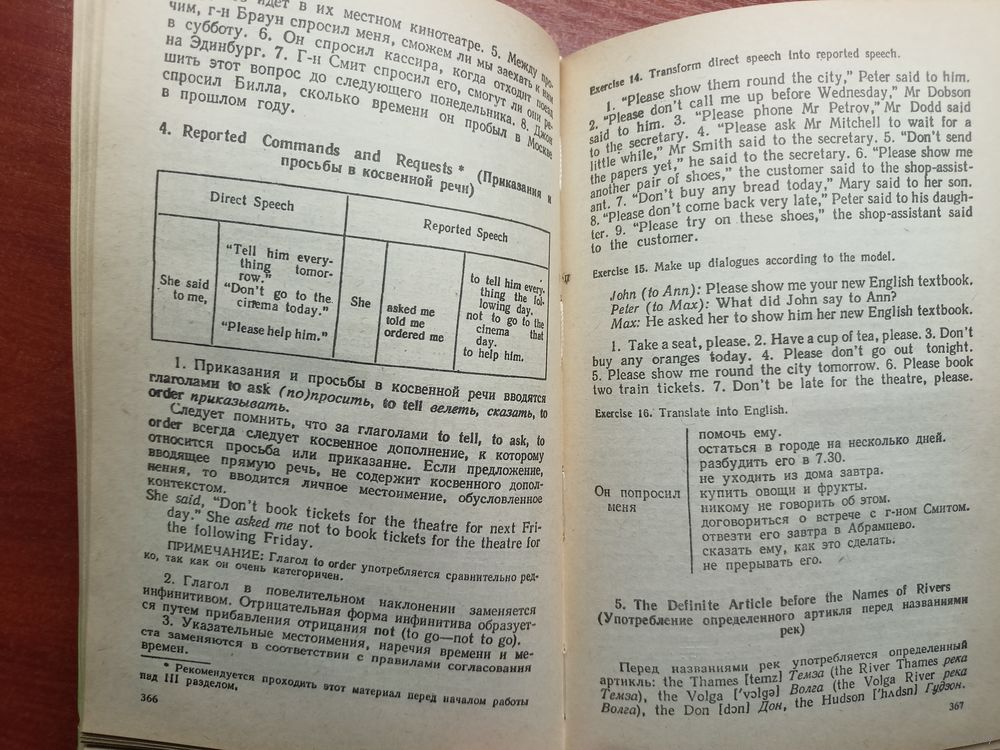 идет в их местном кинотеатре. 5. Между про-
чим, г-н Браун спросил меня, сможем ли мы заехать к ним
в субботу. 6. Он спросил кассира, когда отходит поезд
на Эдинбург. 7. Г-н Смит спросил его, смогут ли они ре-
шить этот вопрос до следующего понедельника. 8. Джон
спросил Билла, сколько времени он пробыл в Москве
в прошлом году.
4. Reported Commands and Requests * (Приказания и
просьбы в косвенной речи)
Direct Speech
Reported Speech
She said
to me,
“Tell him every-
thing tomor-
row.”
“Don't go to the
cinema today.”
“Please help him.”
She
asked me
told me
ordered me
to tell him every-
thing the fol-
lowing day.
not to go to the
cinema that
day.
to help him.
1. Приказания и просьбы в косвенной речи вводятся
глаголами to ask (по)просить, to tell велеть, сказать, to
order приказывать.
Следует помнить, что за глаголами to tell, to ask, to
order всегда следует косвенное дополнение, к которому
относится просьба или приказание. Если предложение,
вводящее прямую речь, не содержит косвенного допол-
нения, то вводится личное местоимение, обусловленное
контекстом.
She said, “Don't book tickets for the theatre for next Fri-
day.” She asked me not to book tickets for the theatre for
the following Friday.
ПРИМЕЧАНИЕ: Глагол to order употребляется сравнительно ред-
ко, так как он очень категоричен.
2. Глагол в повелительном наклонении заменяется
инфинитивом. Отрицательная форма инфинитива образует-
ся путем прибавления отрицания not (to go—not to go).
3. Указательные местоимения, наречия времени и ме-
ста заменяются в соответствии с правилами согласования
времен.
* Рекомендуется проходить этот материал перед началом работы
над III разделом.
366
Exercise 14. Transform direct speech into reported speech.
1. “Please show them round the city,” Peter said to him.
2. “Please don't call me up before Wednesday,” Mr Dobson
said to him. 3. “Please phone Mr Petrov,” Mr Dodd said
to the secretary. 4. “Please ask Mr Mitchell to wait for a
little while,” Mr Smith said to the secretary. 5. “Don't send
the papers yet,” he said to the secretary. 6. “Please show me
another pair of shoes,” the customer said to the shop-assist-
ant. 7. “Don't buy any bread today,” Mary said to her son.
8. “Please don't come back very late,” Peter said to his daugh-
ter. 9. “Please try on these shoes,” the shop-assistant said
to the customer.
Exercise 15. Make up dialogues according to the model.
John (to Ann): Please show me your new English textbook.
Peter (to Max): What did John say to Ann?
Max: He asked her to show him her new English textbook.
1. Take a seat, please. 2. Have a cup of tea, please. 3. Don't
buy any oranges today. 4. Please don't go out tonight.
5. Please show me round the city tomorrow. 6. Please book
two train tickets. 7. Don't be late for the theatre, please.
Exercise 16. Translate into English.
Он попросил
меня
помочь ему.
остаться в городе на несколько дней.
разбудить его в 7.30.
не уходить из дома завтра.
купить овощи и фрукты.
никому не говорить об этом.
договориться о встрече с г-ном Смитом.
отвезти его завтра в Абрамцево.
сказать ему, как это сделать.
не прерывать его.
5. The Definite Article before the Names of Rivers
(Употребление определенного артикля перед названиями
рек)
Перед названиями рек употребляется определенный
артикль: the Thames [temz] Темза (the River Thames река
Темза), the Volga ['vɔlgə] Волга (the Volga River река
Волга), the Don [dɔn] Дон, the Hudson ['hʌdsn] Гудзон.
367